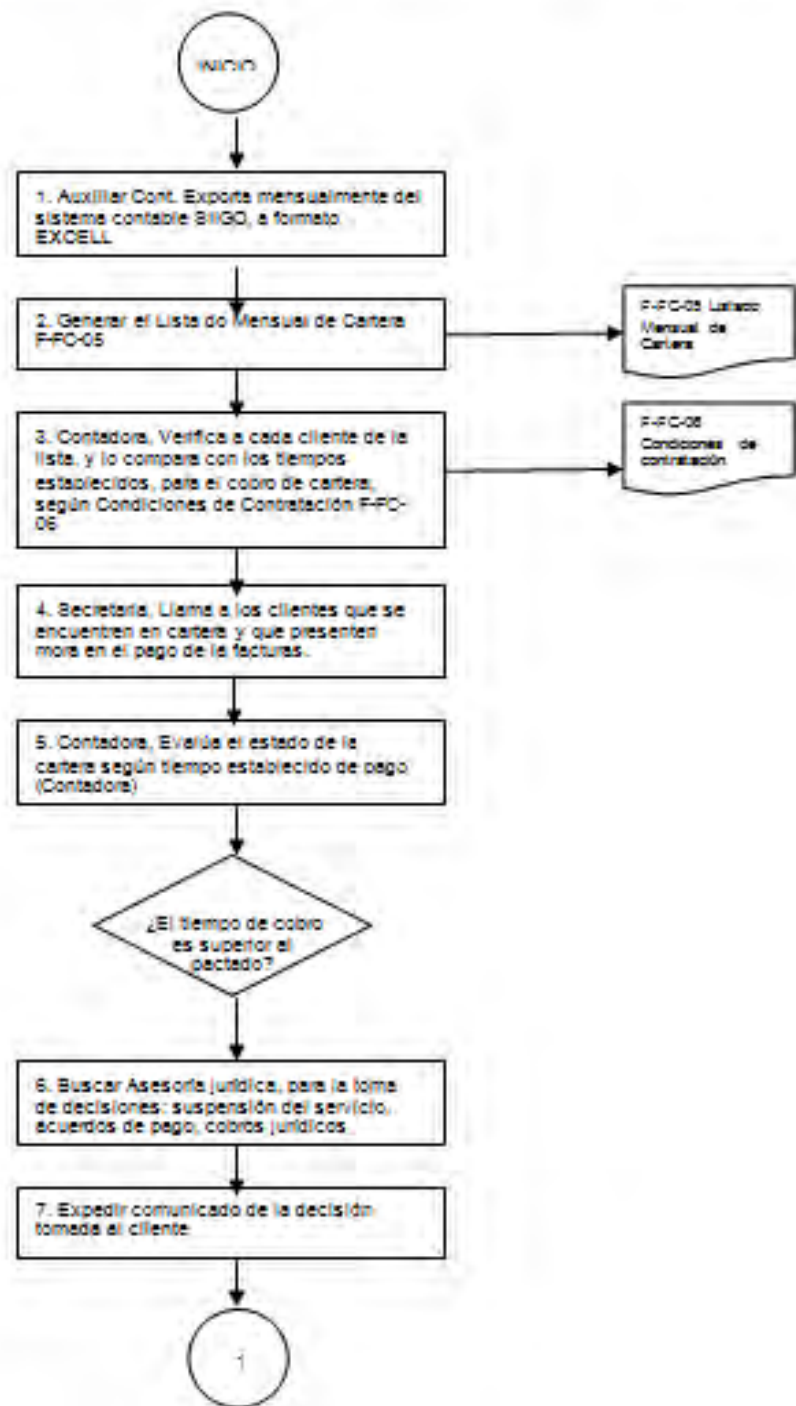 INICIO
1. Auxiliar Cont. Exporta mensualmente del
sistema contable SIIGO, a formato
EXCELL
2. Generar el Lista do Mensual de Cartera
F-FC-05
F-FC-05 Listado
Mensual de
Cartera
3. Contadora, Verifica a cada cliente de la
lista, y lo compara con los tiempos
establecidos, para el cobro de cartera,
según Condiciones de Contratación F-FC-
06
F-FC-06
Condiciones de
contratación
4. Secretaria, Llama a los clientes que se
encuentren en cartera y que presenten
mora en el pago de la facturas.
5. Contadora, Evalúa el estado de la
cartera según tiempo establecido de pago
(Contadora)
¿El tiempo de cobro
es superior al
pactado?
6. Buscar Asesoría jurídica, para la toma
de decisiones: suspensión del servicio,
acuerdos de pago, cobros jurídicos
7. Expedir comunicado de la decisión
tomada al cliente
1